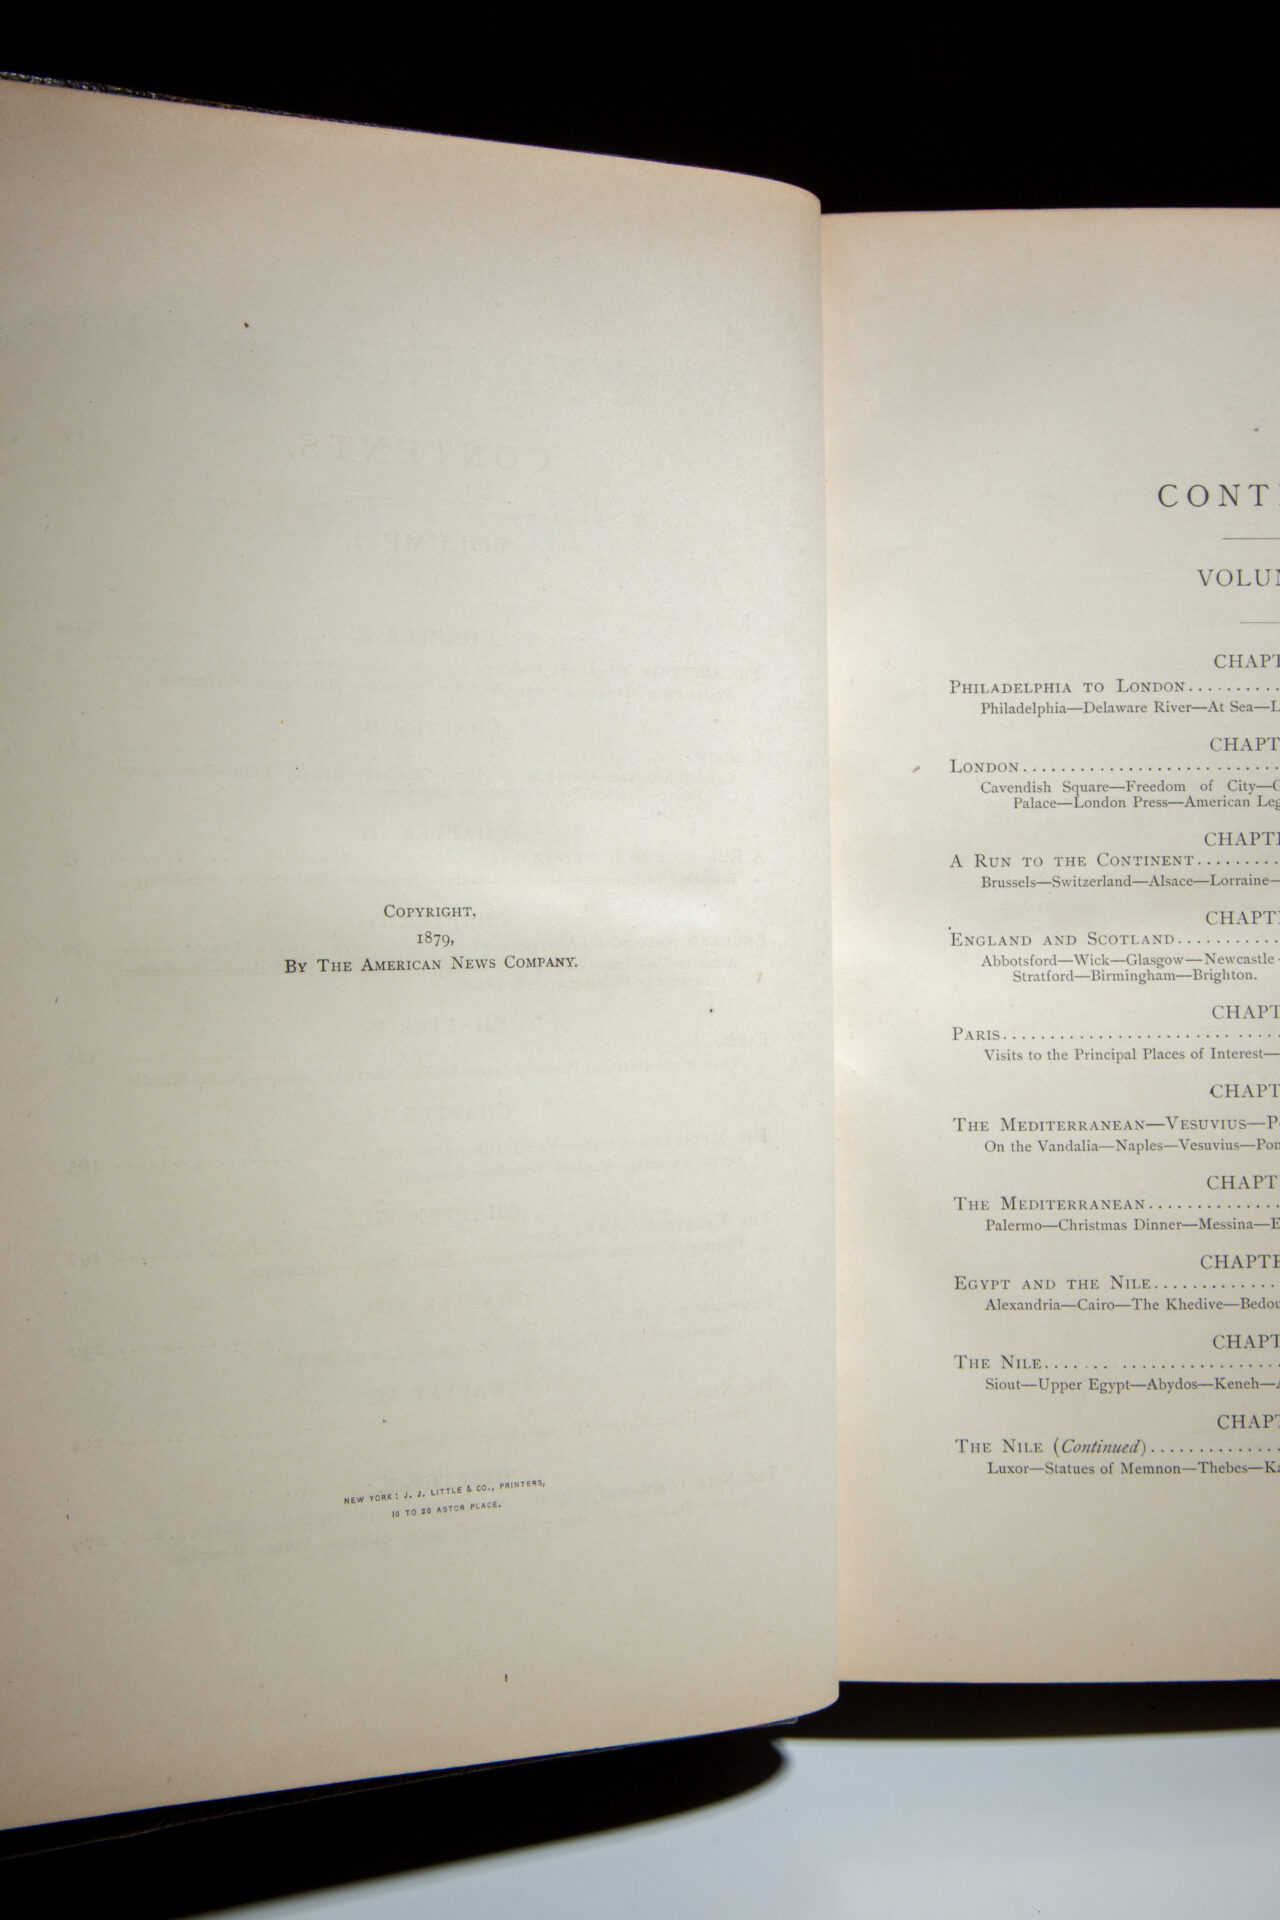 Copyright,
1879,
By The American News Company.
NEW YORK: J. J. LITTLE & CO., PRINTERS,
10 TO 20 ASTOR PLACE.
CONT
VOLUM
CHAPT
Philadelphia to London..........
Philadelphia—Delaware River—At Sea—L
CHAPT
London...........................
Cavendish Square—Freedom of City—C
Palace—London Press—American Leg
CHAPTE
A Run to the Continent.........
Brussels—Switzerland—Alsace—Lorraine—
CHAPTE
England and Scotland...........
Abbotsford—Wick—Glasgow—Newcastle-
Stratford—Birmingham—Brighton.
CHAPT
Paris.............................
Visits to the Principal Places of Interest—
CHAPT
The Mediterranean—Vesuvius—P
On the Vandalia—Naples—Vesuvius—Pom
CHAPT
The Mediterranean..............
Palermo—Christmas Dinner—Messina—E
CHAPTE
Egypt and the Nile.............
Alexandria—Cairo—The Khedive—Bedou
CHAPT
The Nile..........................
Siout—Upper Egypt—Abydos—Keneh—
CHAPT
The Nile (Continued)..............
Luxor—Statues of Memnon—Thebes—Ka